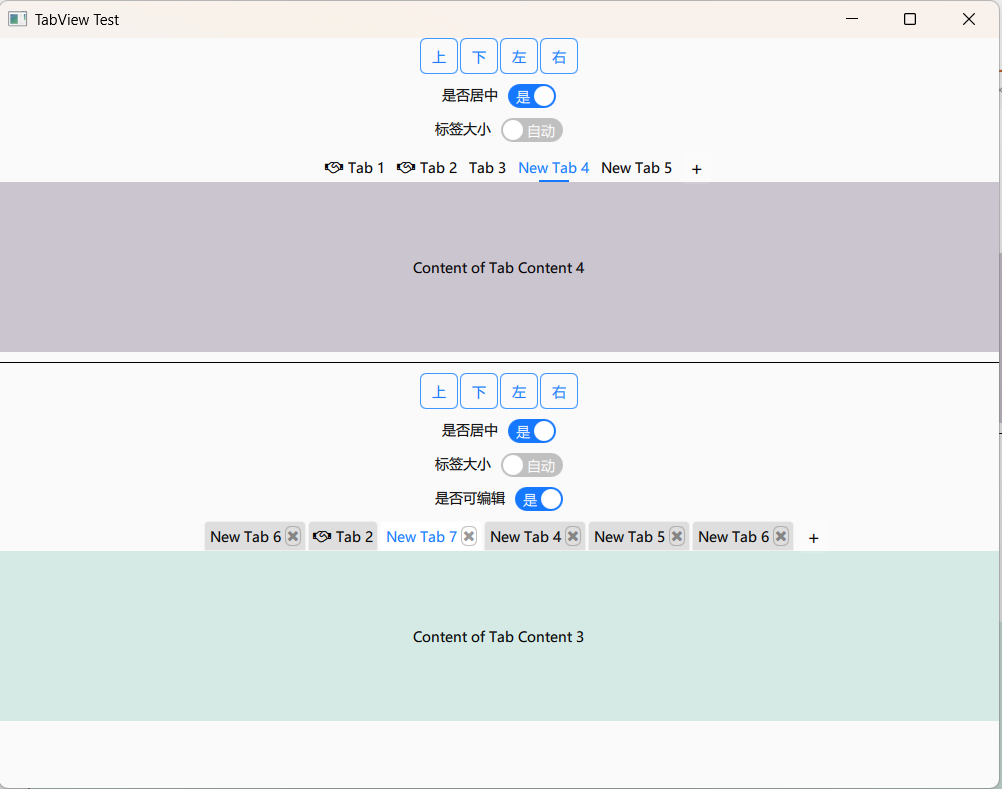 TabView Test
上 下 左 右
是否居中 是
标签大小 自动
Tab 1 Tab 2 Tab 3 New Tab 4 New Tab 5 +
Content of Tab Content 4
上 下 左 右
是否居中 是
标签大小 自动
是否可编辑 是
New Tab 6 Tab 2 New Tab 7 New Tab 4 New Tab 5 New Tab 6 +
Content of Tab Content 3